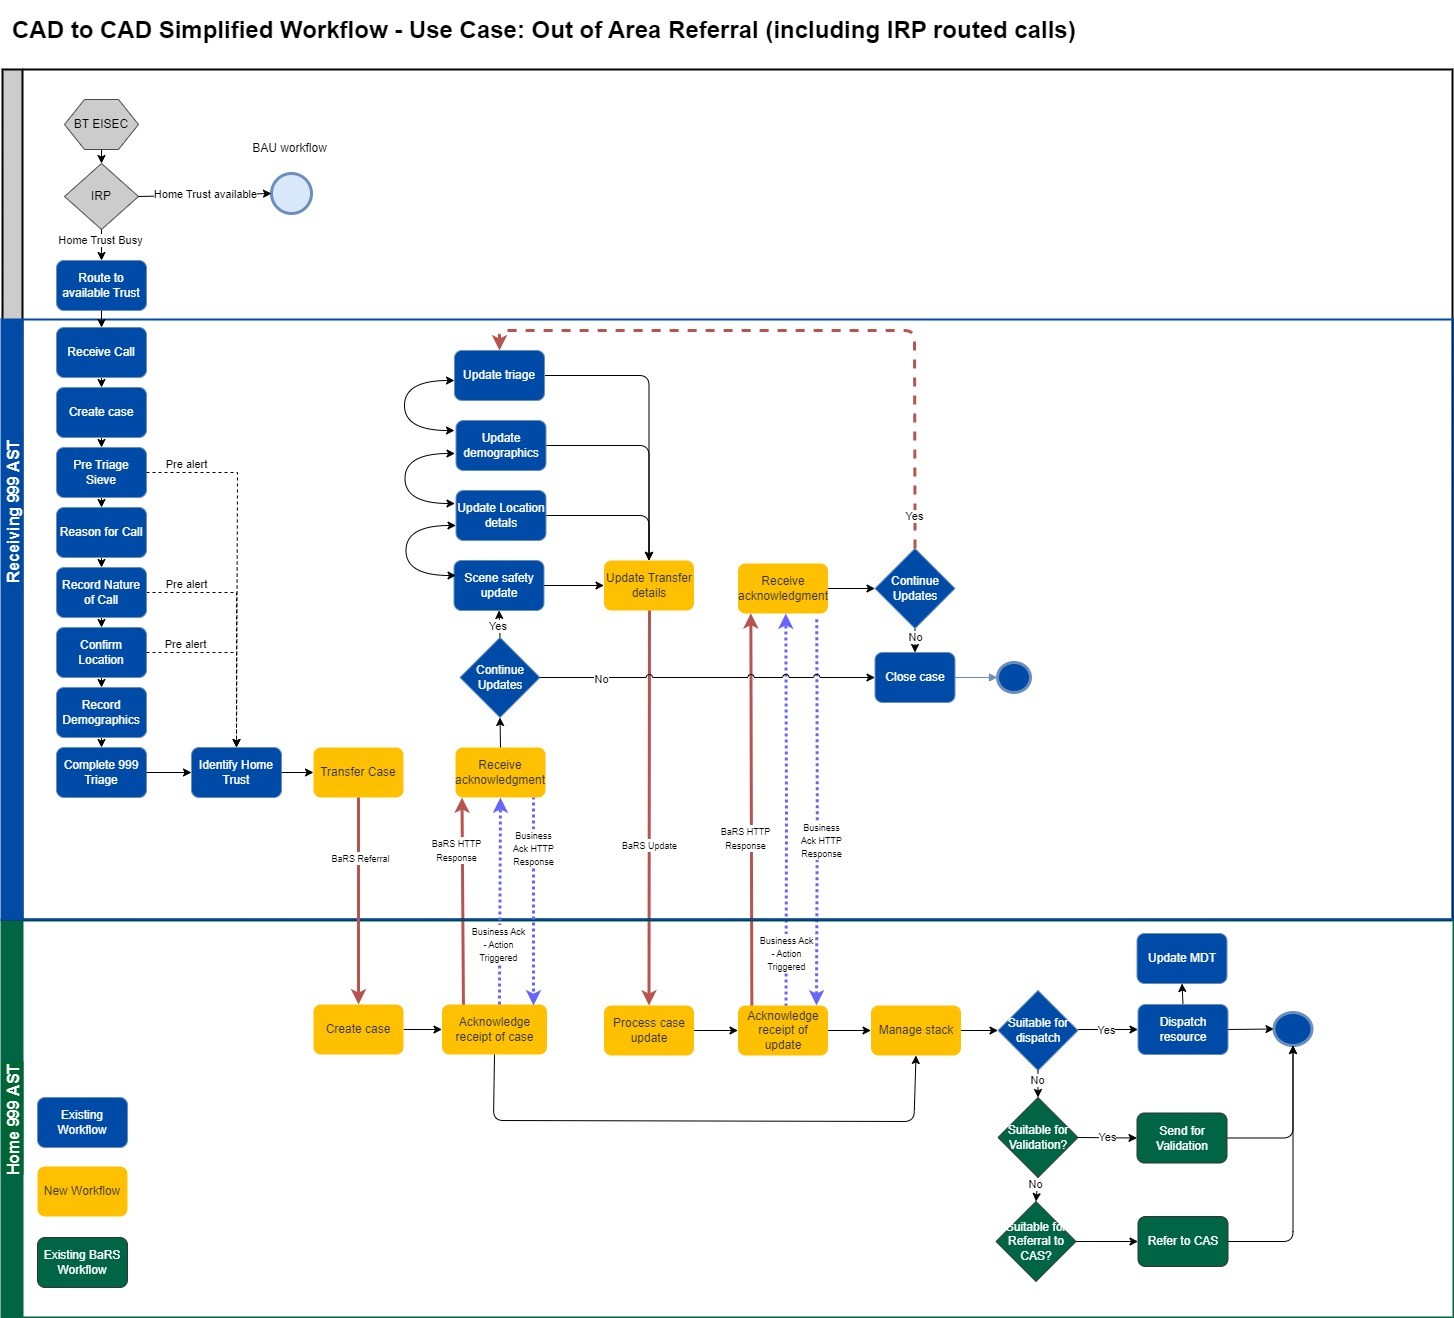 CAD to CAD Simplified Workflow - Use Case: Out of Area Referral (including IRP routed calls)
BT EISEC
BAU workflow
IRP
Home Trust available
Home Trust Busy
Route to
available Trust
Receiving 999 AST
Receive Call
Create case
Pre Triage
Sieve
Pre alert
Reason for Call
Record Nature
of Call
Pre alert
Confirm
Location
Pre alert
Record
Demographics
Complete 999
Triage
Identify Home
Trust
Transfer Case
Update triage
Update
demographics
Update Location
detals
Scene safety
update
Yes
Continue
Updates
No
Receive
acknowledgment
Update Transfer
details
Receive
acknowledgment
Yes
Continue
Updates
No
Close case
BaRS Referral
BaRS HTTP
Response
Business
Ack HTTP
Response
BaRS Update
BaRS HTTP
Response
Business
Ack HTTP
Response
Home 999 AST
Business Ack
- Action
Triggered
Business Ack
- Action
Triggered
Create case
Acknowledge
receipt of case
Process case
update
Acknowledge
receipt of
update
Manage stack
Suitable for
dispatch
Yes
Dispatch
resource
Update MDT
No
Suitable for
Validation?
Yes
Send for
Validation
No
Suitable for
Referral to
CAS?
Refer to CAS
Existing
Workflow
New Workflow
Existing BaRS
Workflow